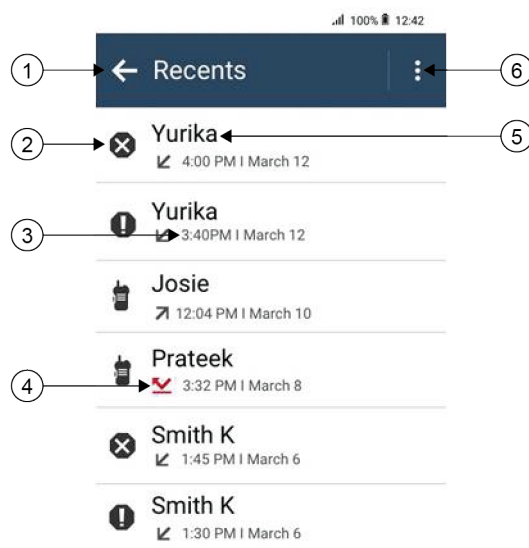 100% 12:42
1 Recents 6
2 Yurika 5
4:00 PM I March 12
Yurika
3 3:40PM I March 12
Josie
12:04 PM I March 10
Prateek
4 3:32 PM I March 8
Smith K
1:45 PM I March 6
Smith K
1:30 PM I March 6